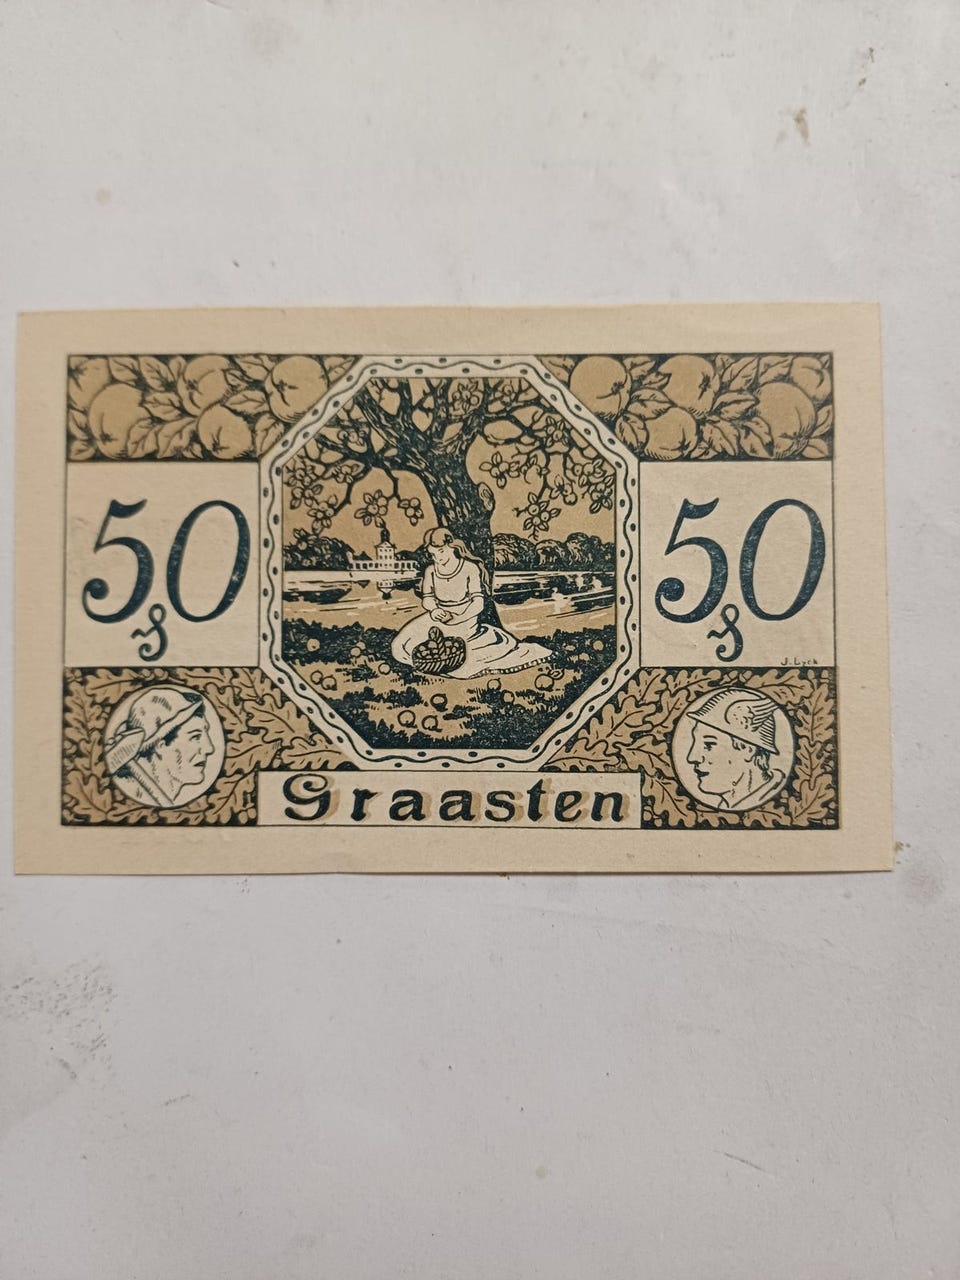 50 50
₰ ₰
J. Lyck
Graasten